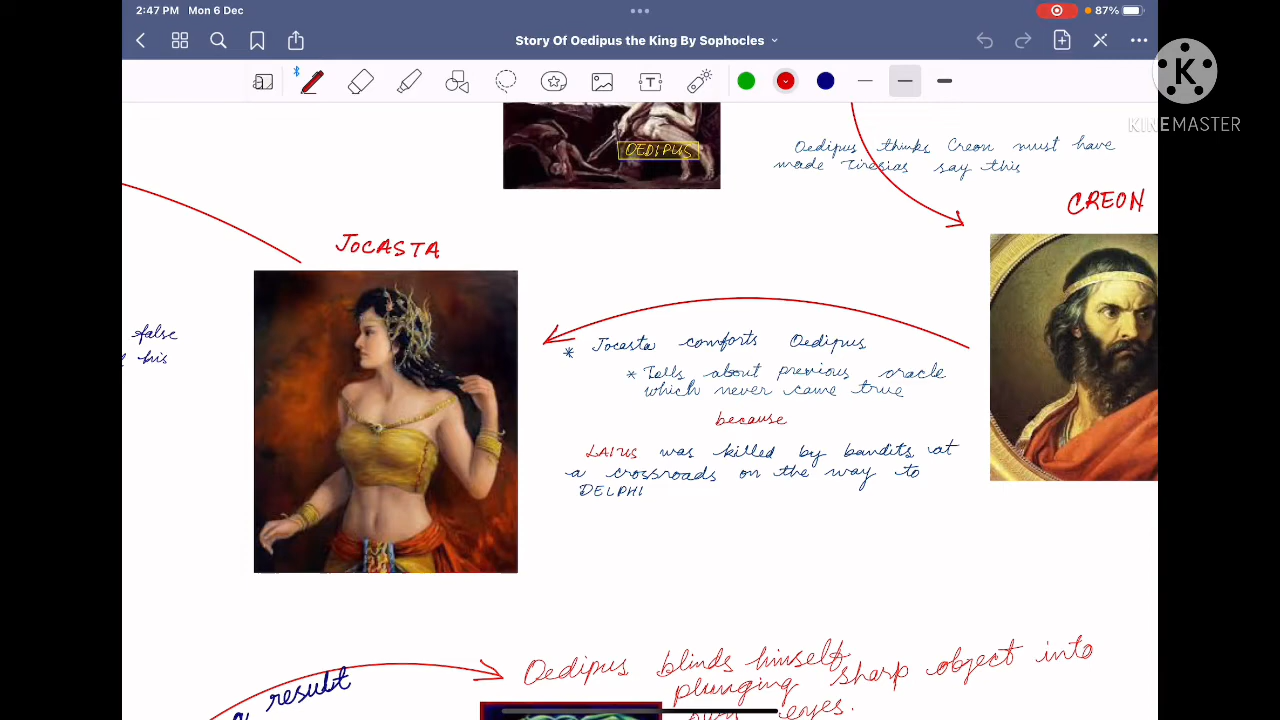 2:47 PM Mon 6 Dec
87%
Story Of Oedipus the King By Sophocles
KINEMASTER
OEDIPUS
Oedipus thinks Creon must have
made Tiresias say this
CREON
JOCASTA
false
his
* Jocasta comforts Oedipus
* Tells about previous oracle
which never came true
because
LAIUS was killed by bandits at
a crossroads on the way to
DELPHI
a result
Oedipus blinds himself
plunging sharp object into
eyes.